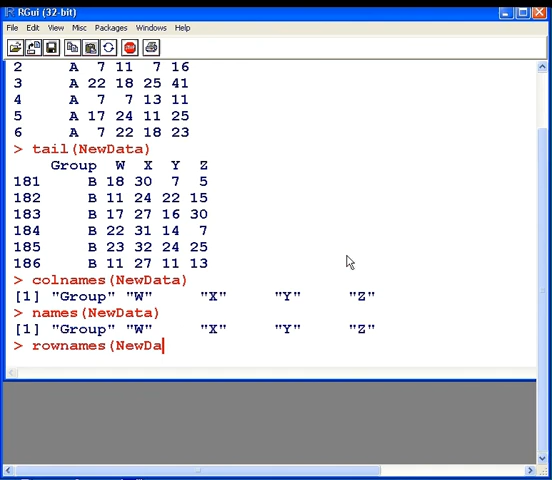 RGui (32-bit)
File Edit View Misc Packages Windows Help
STOP
2 A 7 11 7 16
3 A 22 18 25 41
4 A 7 7 13 11
5 A 17 24 11 25
6 A 7 22 18 23
> tail(NewData)
Group W X Y Z
181 B 18 30 7 5
182 B 11 24 22 15
183 B 17 27 16 30
184 B 22 31 14 7
185 B 23 32 24 25
186 B 11 27 11 13
> colnames(NewData)
[1] "Group" "W" "X" "Y" "Z"
> names(NewData)
[1] "Group" "W" "X" "Y" "Z"
> rownames(NewDa